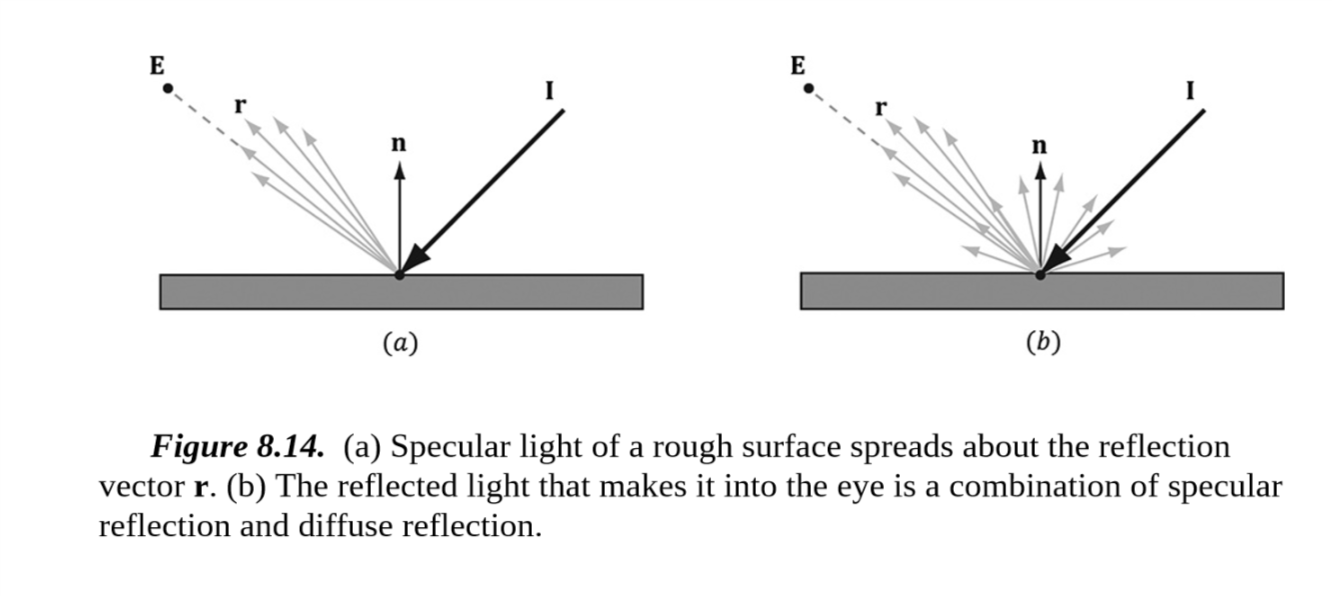 E
r
I
n
(a)
E
r
I
n
(b)
Figure 8.14. (a) Specular light of a rough surface spreads about the reflection
vector r. (b) The reflected light that makes it into the eye is a combination of specular
reflection and diffuse reflection.